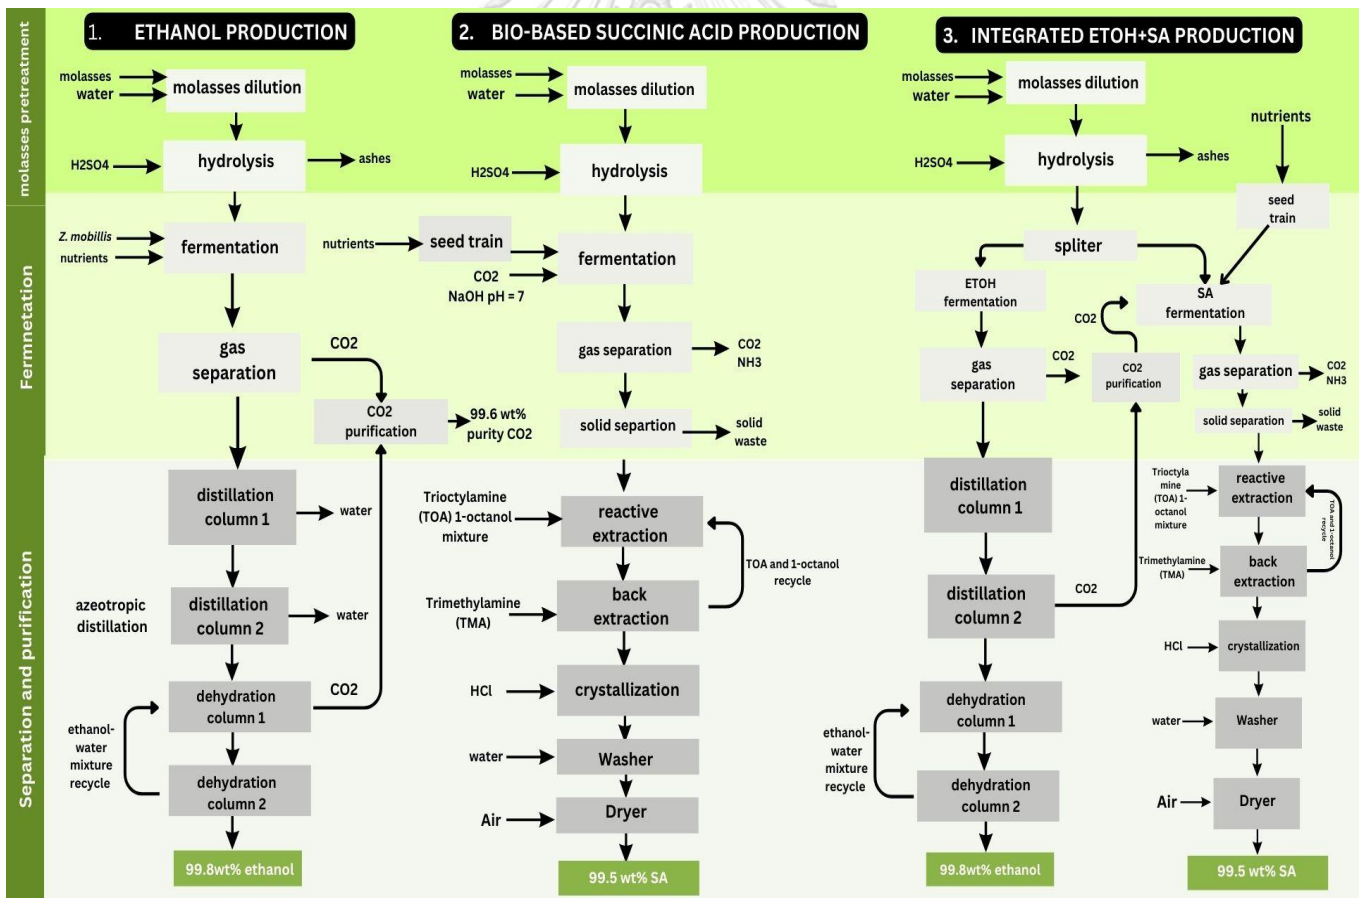 1. ETHANOL PRODUCTION
molasses pretreatment
Fermnetation
Separation and purification
molasses
water
molasses dilution
H2SO4
hydrolysis
ashes
Z. mobillis
nutrients
fermentation
gas
separation
CO2
CO2
purification
99.6 wt%
purity CO2
distillation
column 1
water
azeotropic
distillation
distillation
column 2
water
dehydration
column 1
CO2
ethanol-
water
mixture
recycle
dehydration
column 2
99.8wt% ethanol
2. BIO-BASED SUCCINIC ACID PRODUCTION
molasses
water
molasses dilution
H2SO4
hydrolysis
nutrients
seed train
CO2
NaOH pH = 7
fermentation
gas separation
CO2
NH3
solid separtion
solid
waste
Trioctylamine
(TOA) 1-octanol
mixture
reactive
extraction
TOA and 1-octanol
recycle
Trimethylamine
(TMA)
back
extraction
HCl
crystallization
water
Washer
Air
Dryer
99.5 wt% SA
3. INTEGRATED ETOH+SA PRODUCTION
molasses
water
molasses dilution
H2SO4
hydrolysis
ashes
nutrients
seed
train
spliter
ETOH
fermentation
SA
fermentation
CO2
gas
separation
CO2
CO2
purification
gas separation
CO2
NH3
solid separation
solid
waste
distillation
column 1
distillation
column 2
CO2
dehydration
column 1
ethanol-
water
mixture
recycle
dehydration
column 2
99.8wt% ethanol
Trioctyla
mine
(TOA) 1-
octanol
mixture
reactive
extraction
TOA and 1-octanol
recycle
Trimethylamine
(TMA)
back
extraction
HCl
crystallization
water
Washer
Air
Dryer
99.5 wt% SA